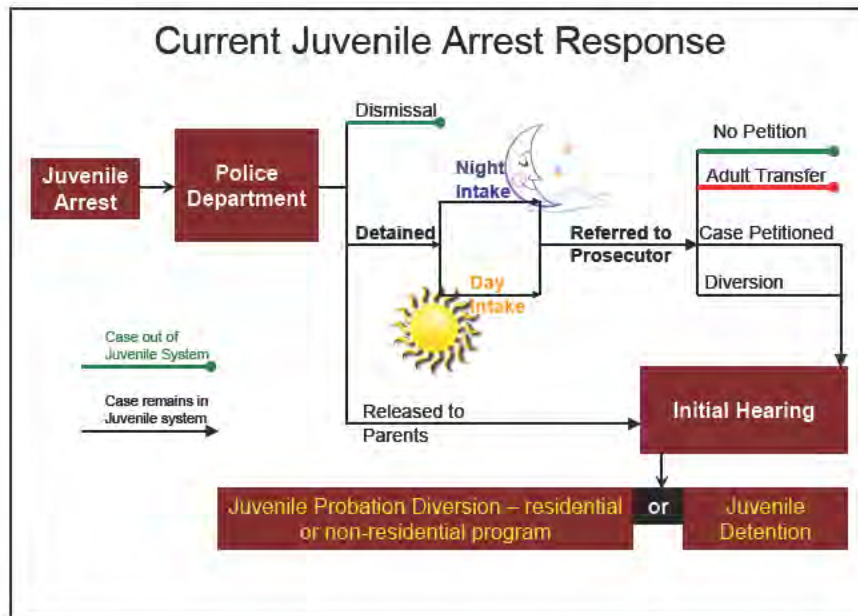 Current Juvenile Arrest Response
Juvenile
Arrest
Police
Department
Dismissal
Night
Intake
Detained
Day
Intake
Referred to
Prosecutor
No Petition
Adult Transfer
Case Petitioned
Diversion
Case out of
Juvenile System
Case remains in
Juvenile system
Released to
Parents
Initial Hearing
Juvenile Probation Diversion – residential
or non-residential program
or
Juvenile
Detention